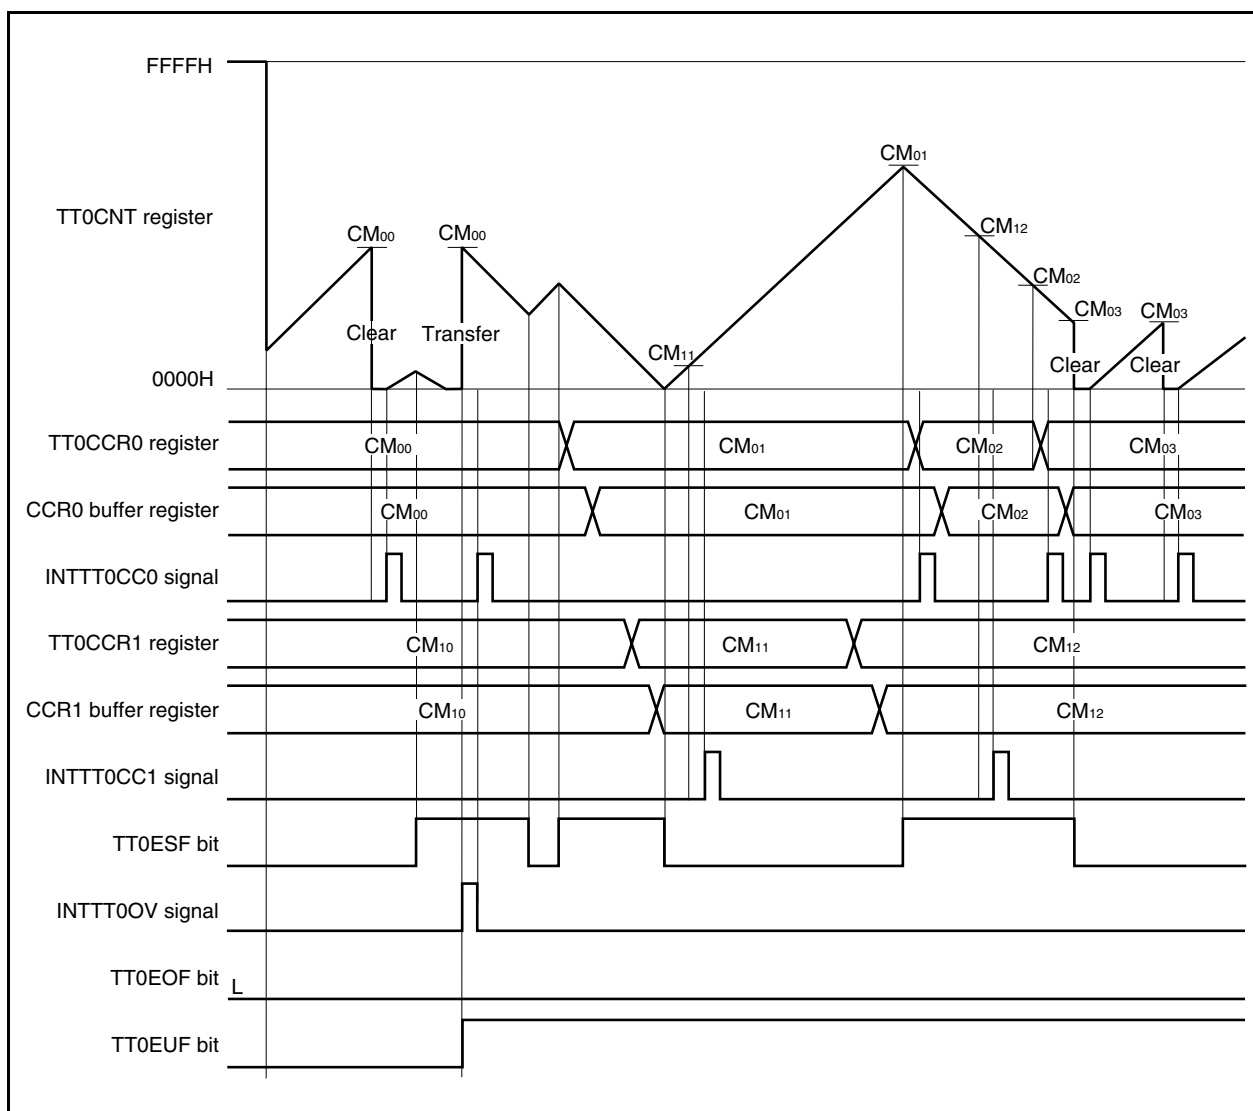 FFFFH
CM01
TT0CNT register
CM00 CM00 CM12
CM02
CM03 CM03
Clear Transfer
CM11 Clear Clear
0000H
TT0CCR0 register CM00 CM01 CM02 CM03
CCR0 buffer register CM00 CM01 CM02 CM03
INTTT0CC0 signal
TT0CCR1 register CM10 CM11 CM12
CCR1 buffer register CM10 CM11 CM12
INTTT0CC1 signal
TT0ESF bit
INTTT0OV signal
TT0EOF bit L
TT0EUF bit